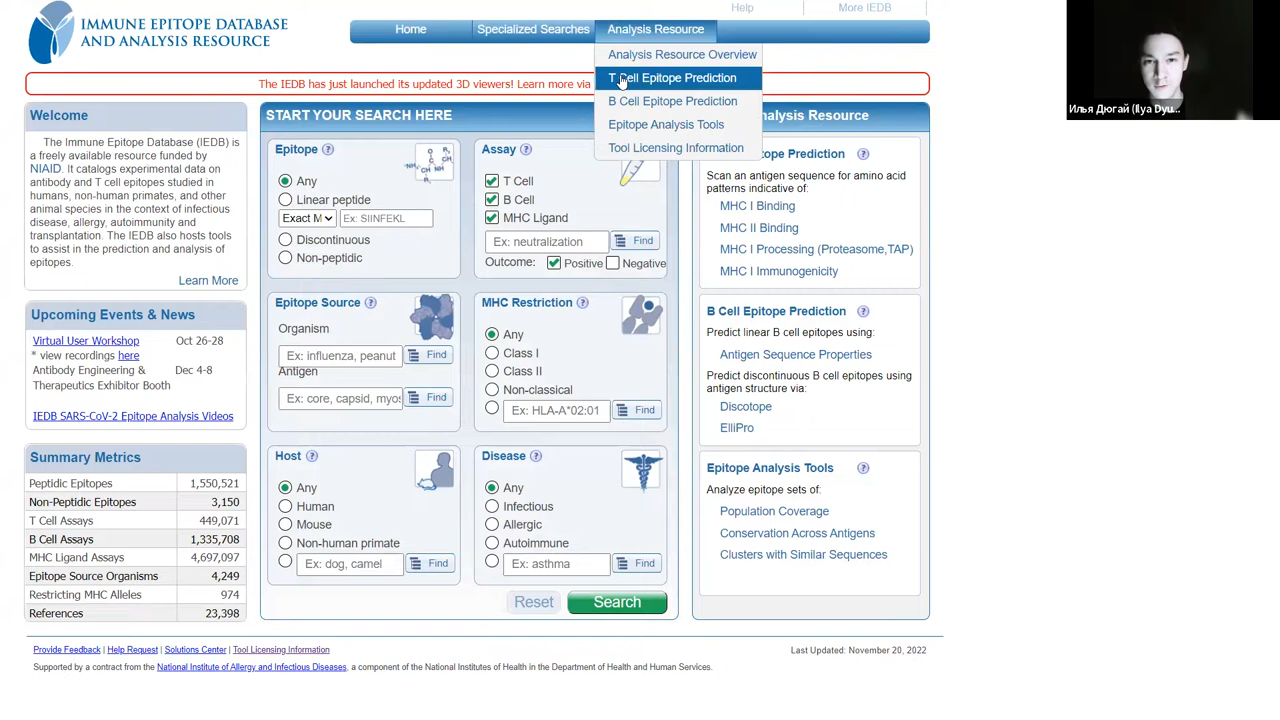 IMMUNE EPITOPE DATABASE
AND ANALYSIS RESOURCE
Help
More IEDB
Home
Specialized Searches
Analysis Resource
Analysis Resource Overview
T Cell Epitope Prediction
B Cell Epitope Prediction
Epitope Analysis Tools
Tool Licensing Information
The IEDB has just launched its updated 3D viewers! Learn more via
Welcome
The Immune Epitope Database (IEDB) is
a freely available resource funded by
NIAID. It catalogs experimental data on
antibody and T cell epitopes studied in
humans, non-human primates, and other
animal species in the context of infectious
disease, allergy, autoimmunity and
transplantation. The IEDB also hosts tools
to assist in the prediction and analysis of
epitopes.
Learn More
Upcoming Events & News
Virtual User Workshop Oct 26-28
* view recordings here
Antibody Engineering & Dec 4-8
Therapeutics Exhibitor Booth
IEDB SARS-CoV-2 Epitope Analysis Videos
Summary Metrics
Peptidic Epitopes 1,550,521
Non-Peptidic Epitopes 3,150
T Cell Assays 449,071
B Cell Assays 1,335,708
MHC Ligand Assays 4,697,097
Epitope Source Organisms 4,249
Restricting MHC Alleles 974
References 23,398
START YOUR SEARCH HERE
Epitope
Any
Linear peptide
Exact M Ex: SIINFEKL
Discontinuous
Non-peptidic
Assay
T Cell
B Cell
MHC Ligand
Ex: neutralization Find
Outcome: Positive Negative
Epitope Source
Organism
Ex: influenza, peanut Find
Antigen
Ex: core, capsid, myos Find
MHC Restriction
Any
Class I
Class II
Non-classical
Ex: HLA-A*02:01 Find
Host
Any
Human
Mouse
Non-human primate
Ex: dog, camel Find
Disease
Any
Infectious
Allergic
Autoimmune
Ex: asthma Find
Reset
Search
nalysis Resource
tope Prediction
Scan an antigen sequence for amino acid
patterns indicative of:
MHC I Binding
MHC II Binding
MHC I Processing (Proteasome,TAP)
MHC I Immunogenicity
B Cell Epitope Prediction
Predict linear B cell epitopes using:
Antigen Sequence Properties
Predict discontinuous B cell epitopes using
antigen structure via:
Discotope
ElliPro
Epitope Analysis Tools
Analyze epitope sets of:
Population Coverage
Conservation Across Antigens
Clusters with Similar Sequences
Provide Feedback | Help Request | Solutions Center | Tool Licensing Information
Last Updated: November 20, 2022
Supported by a contract from the National Institute of Allergy and Infectious Diseases, a component of the National Institutes of Health in the Department of Health and Human Services.
Илья Дюгай (Ilya Dyu...